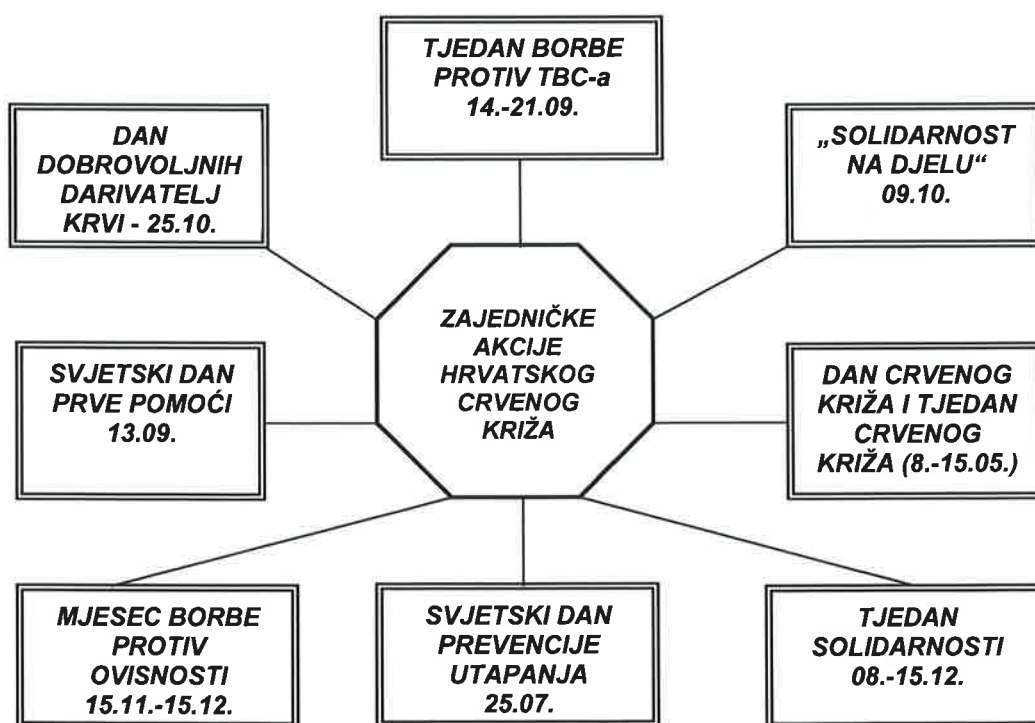 TJEDAN BORBE
PROTIV TBC-a
14.-21.09.
DAN
DOBROVOLJNIH
DARIVATELJ
KRVI - 25.10.
„SOLIDARNOST
NA DJELU“
09.10.
ZAJEDNIČKE
AKCIJE
HRVATSKOG
CRVENOG
KRIŽA
SVJETSKI DAN
PRVE POMOĆI
13.09.
DAN CRVENOG
KRIŽA I TJEDAN
CRVENOG
KRIŽA (8.-15.05.)
MJESEC BORBE
PROTIV
OVISNOSTI
15.11.-15.12.
SVJETSKI DAN
PREVENCIJE
UTAPANJA
25.07.
TJEDAN
SOLIDARNOSTI
08.-15.12.